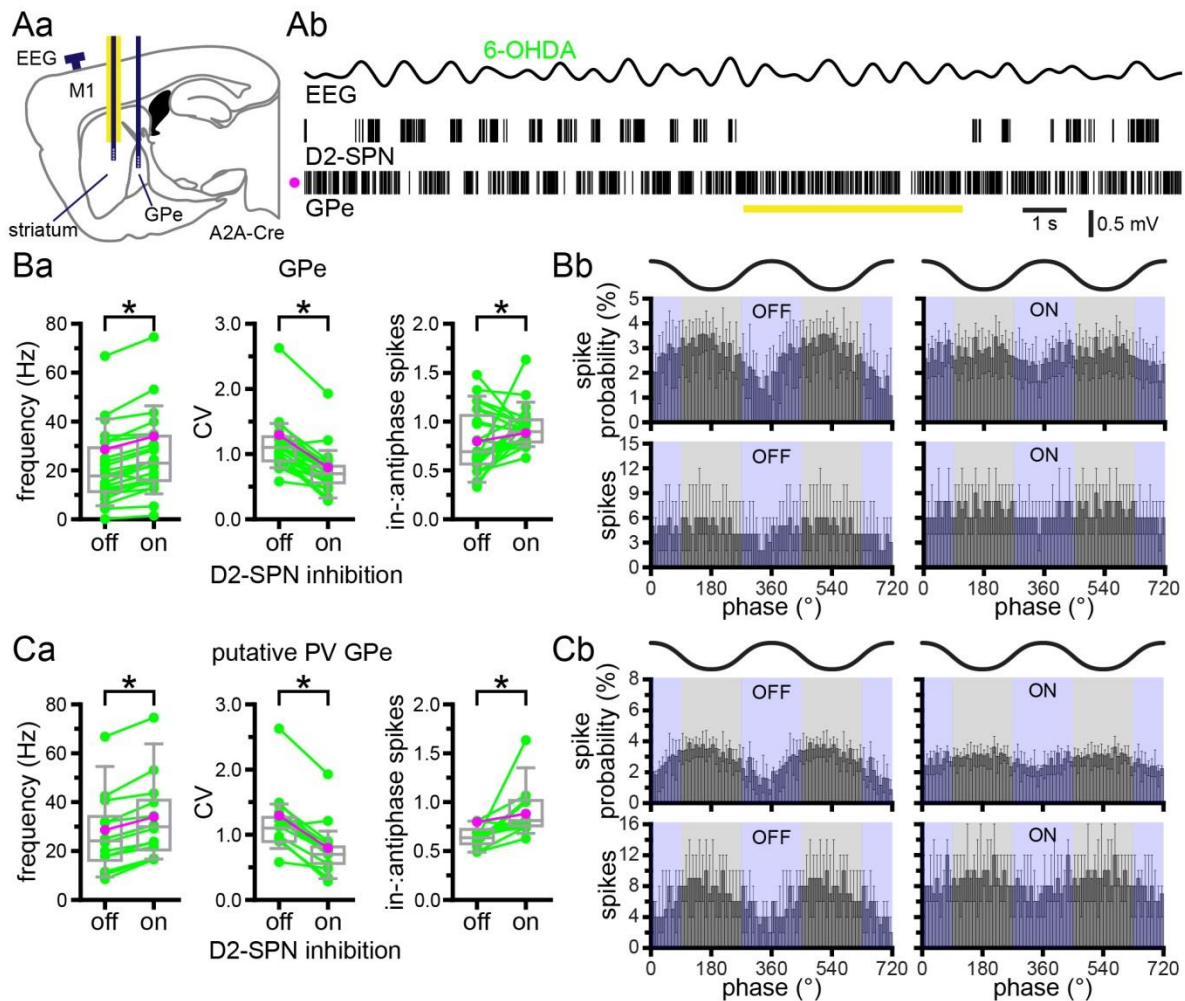 Aa
EEG
M1
striatum
GPe
A2A-Cre
Ab
6-OHDA
EEG
D2-SPN
GPe
1 s
0.5 mV
Ba
GPe
*
*
*
frequency (Hz)
80
60
40
20
0
off on
CV
3.0
2.0
1.0
0.0
off on
in-:antiphase spikes
2.0
1.5
1.0
0.5
0.0
off on
D2-SPN inhibition
Bb
spike
probability (%)
5
4
3
2
1
0
OFF
ON
spikes
15
12
9
6
3
0
OFF
ON
0 180 360 540 720
phase (°)
0 180 360 540 720
phase (°)
Ca
putative PV GPe
*
*
*
frequency (Hz)
80
60
40
20
0
off on
CV
3.0
2.0
1.0
0.0
off on
in-:antiphase spikes
2.0
1.5
1.0
0.5
0.0
off on
D2-SPN inhibition
Cb
spike
probability (%)
8
6
4
2
0
OFF
ON
spikes
16
12
8
4
0
OFF
ON
0 180 360 540 720
phase (°)
0 180 360 540 720
phase (°)